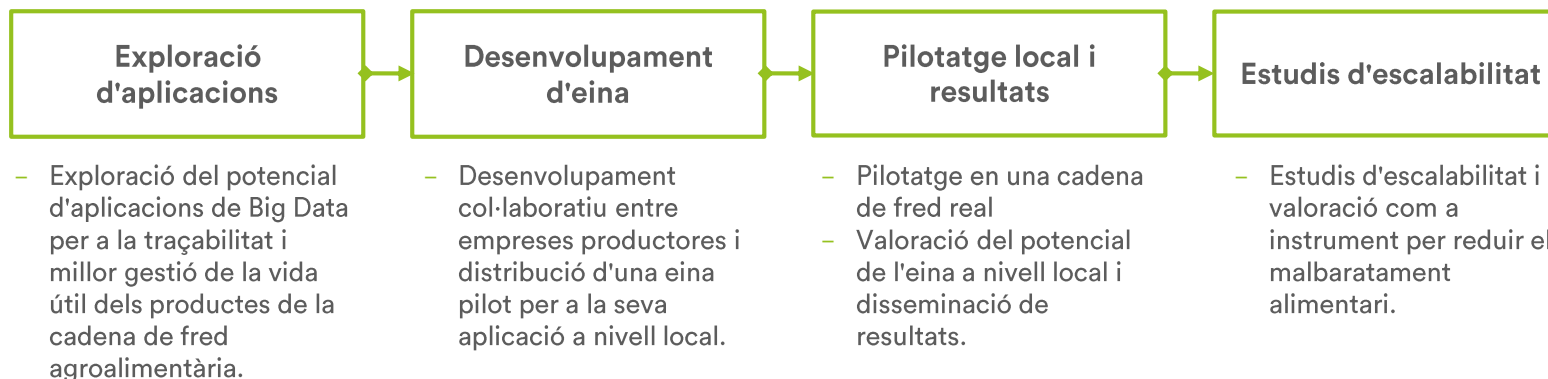 Exploració
d'aplicacions
Desenvolupament
d'eina
Pilotatge local i
resultats
Estudis d'escalabilitat
– Exploració del potencial
d'aplicacions de Big Data
per a la traçabilitat i
millor gestió de la vida
útil dels productes de la
cadena de fred
agroalimentària.
– Desenvolupament
col·laboratiu entre
empreses productores i
distribució d'una eina
pilot per a la seva
aplicació a nivell local.
– Pilotatge en una cadena
de fred real
– Valoració del potencial
de l'eina a nivell local i
disseminació de
resultats.
– Estudis d'escalabilitat i
valoració com a
instrument per reduir el
malbaratament
alimentari.